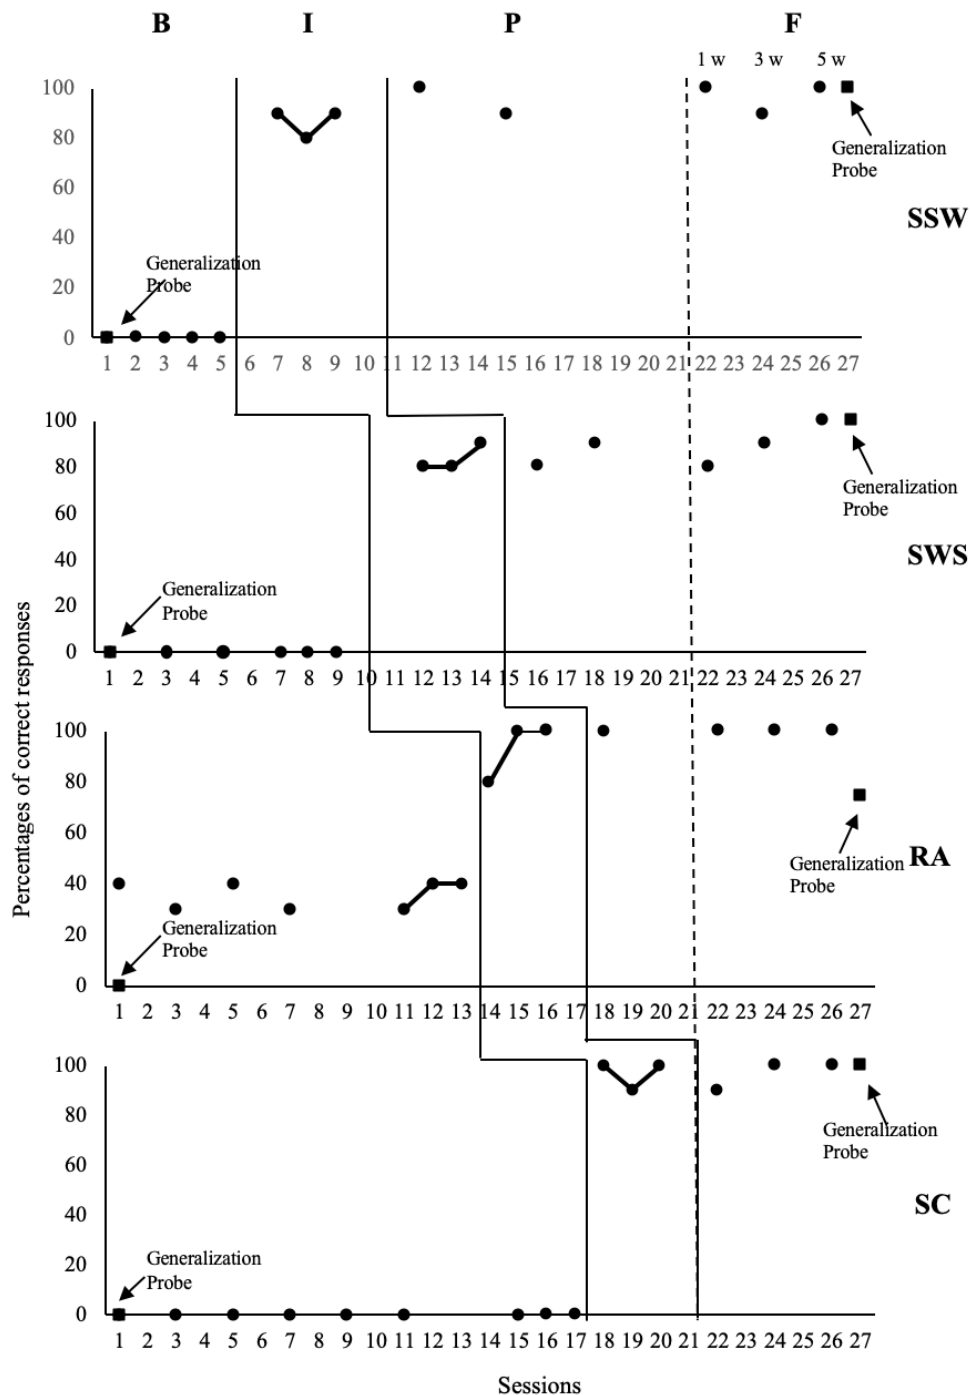 B I P F
1 w 3 w 5 w
100
80
60
40
20
0
Generalization
Probe
Generalization
Probe
SSW
1 2 3 4 5 6 7 8 9 10 11 12 13 14 15 16 17 18 19 20 21 22 23 24 25 26 27
100
80
60
40
20
0
Generalization
Probe
Generalization
Probe
SWS
1 2 3 4 5 6 7 8 9 10 11 12 13 14 15 16 17 18 19 20 21 22 23 24 25 26 27
Percentages of correct responses
100
80
60
40
20
0
Generalization
Probe
Generalization
Probe
RA
1 2 3 4 5 6 7 8 9 10 11 12 13 14 15 16 17 18 19 20 21 22 23 24 25 26 27
100
80
60
40
20
0
Generalization
Probe
Generalization
Probe
SC
1 2 3 4 5 6 7 8 9 10 11 12 13 14 15 16 17 18 19 20 21 22 23 24 25 26 27
Sessions